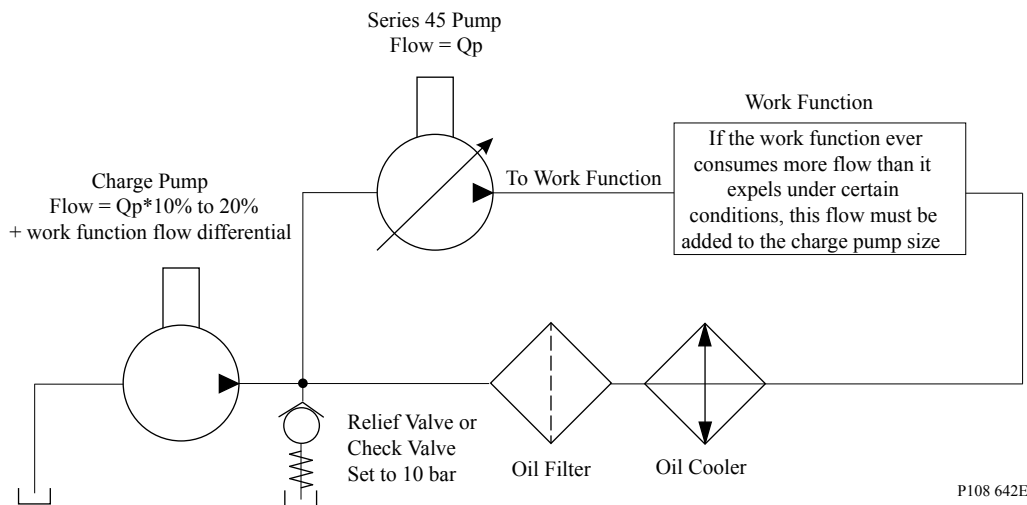 Series 45 Pump
Flow = Qp
Work Function
If the work function ever
consumes more flow than it
expels under certain
conditions, this flow must be
added to the charge pump size
To Work Function
Charge Pump
Flow = Qp*10% to 20%
+ work function flow differential
Relief Valve or
Check Valve
Set to 10 bar
Oil Filter
Oil Cooler
P108 642E